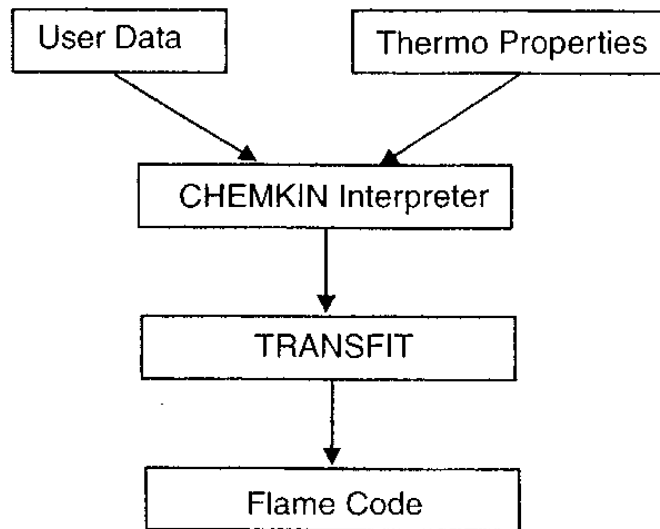 User Data
Thermo Properties
CHEMKIN Interpreter
TRANSFIT
Flame Code